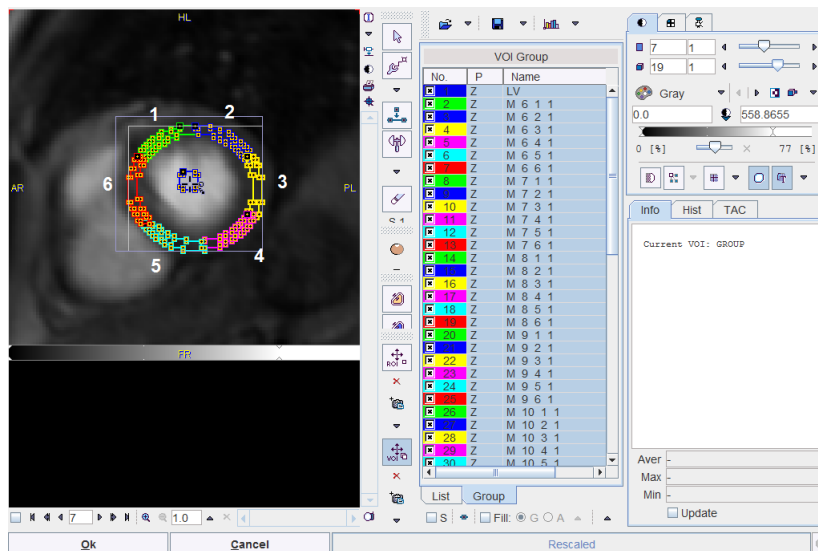 HL
1
2
AR
6
3
PL
5
4
FR
7
1.0
Ok
Cancel
Rescaled
ROI
VOI
VOI Group
No. P Name
Z LV
2 Z M 6 1 1
Z M 6 2 1
4 Z M 6 3 1
5 Z M 6 4 1
6 Z M 6 5 1
7 Z M 6 6 1
8 Z M 7 1 1
Z M 7 2 1
10 Z M 7 3 1
11 Z M 7 4 1
12 Z M 7 5 1
13 Z M 7 6 1
14 Z M 8 1 1
Z M 8 2 1
16 Z M 8 3 1
17 Z M 8 4 1
18 Z M 8 5 1
19 Z M 8 6 1
20 Z M 9 1 1
Z M 9 2 1
22 Z M 9 3 1
23 Z M 9 4 1
24 Z M 9 5 1
25 Z M 9 6 1
26 Z M 10 1 1
Z M 10 2 1
28 Z M 10 3 1
29 Z M 10 4 1
30 Z M 10 5 1
List Group
S Fill: G A
7 1
19 1
Gray
0.0 558.8655
0 [%] 77 [%]
Info Hist TAC
Current VOI: GROUP
Aver -
Max -
Min -
Update